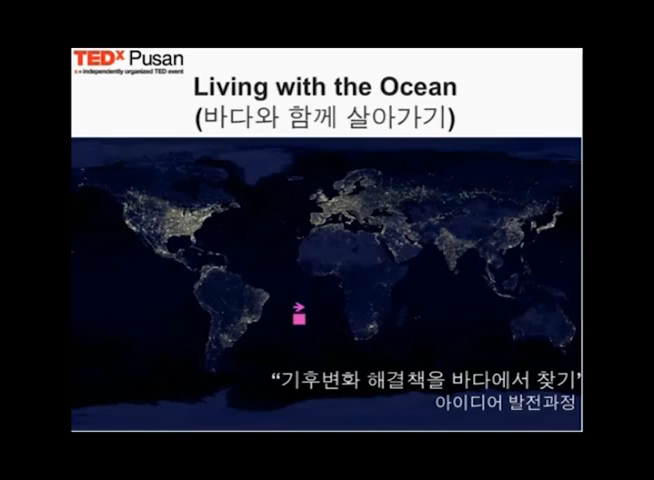 TEDx Pusan
x = independently organized TED event
Living with the Ocean
(바다와 함께 살아가기)
“기후변화 해결책을 바다에서 찾기’
아이디어 발전과정